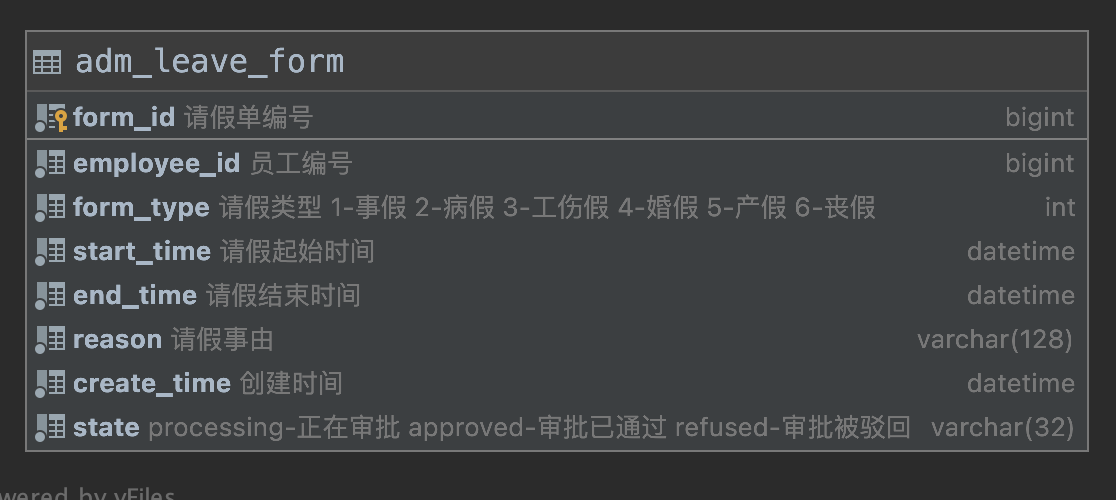 adm_leave_form
form_id 请假单编号 bigint
employee_id 员工编号 bigint
form_type 请假类型 1-事假 2-病假 3-工伤假 4-婚假 5-产假 6-丧假 int
start_time 请假起始时间 datetime
end_time 请假结束时间 datetime
reason 请假事由 varchar(128)
create_time 创建时间 datetime
state processing-正在审批 approved-审批已通过 refused-审批被驳回 varchar(32)
wered by yFiles